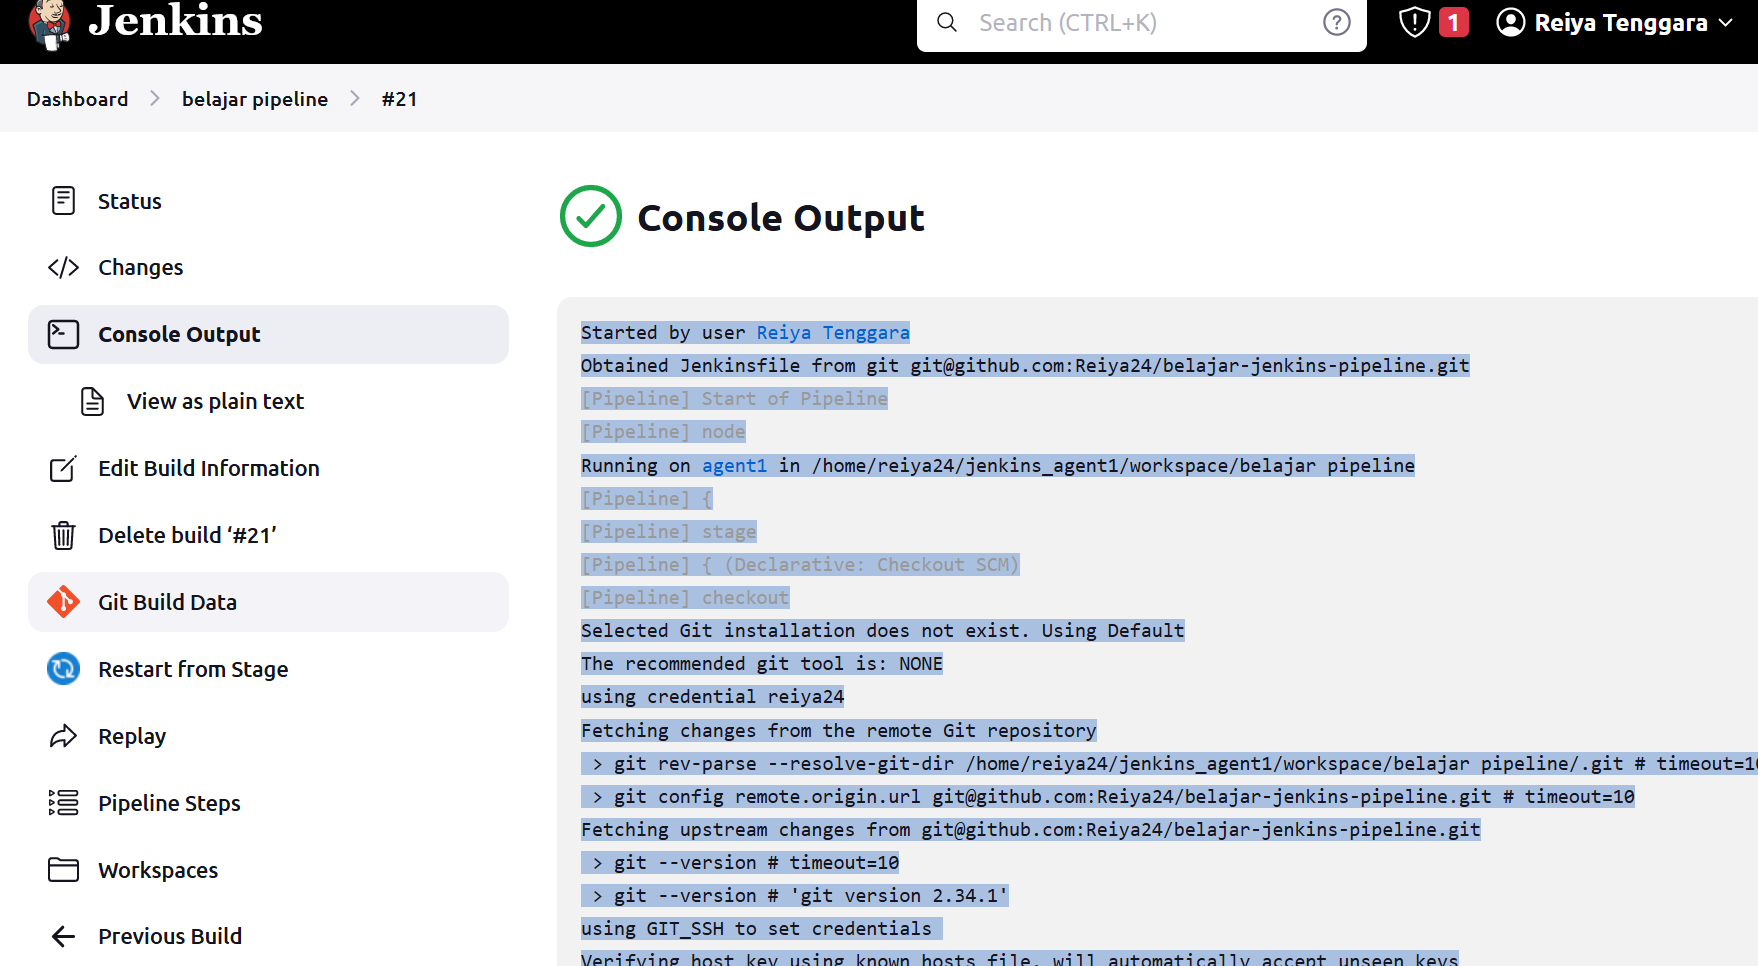 Jenkins
Search (CTRL+K)
1
Reiya Tenggara
Dashboard
belajar pipeline
#21
Status
Changes
Console Output
View as plain text
Edit Build Information
Delete build ‘#21’
Git Build Data
Restart from Stage
Replay
Pipeline Steps
Workspaces
Previous Build
Console Output
Started by user Reiya Tenggara
Obtained Jenkinsfile from git git@github.com:Reiya24/belajar-jenkins-pipeline.git
[Pipeline] Start of Pipeline
[Pipeline] node
Running on agent1 in /home/reiya24/jenkins_agent1/workspace/belajar pipeline
[Pipeline] {
[Pipeline] stage
[Pipeline] { (Declarative: Checkout SCM)
[Pipeline] checkout
Selected Git installation does not exist. Using Default
The recommended git tool is: NONE
using credential reiya24
Fetching changes from the remote Git repository
> git rev-parse --resolve-git-dir /home/reiya24/jenkins_agent1/workspace/belajar pipeline/.git # timeout=10
> git config remote.origin.url git@github.com:Reiya24/belajar-jenkins-pipeline.git # timeout=10
Fetching upstream changes from git@github.com:Reiya24/belajar-jenkins-pipeline.git
> git --version # timeout=10
> git --version # 'git version 2.34.1'
using GIT_SSH to set credentials
Verifying host key using known hosts file, will automatically accept unseen keys